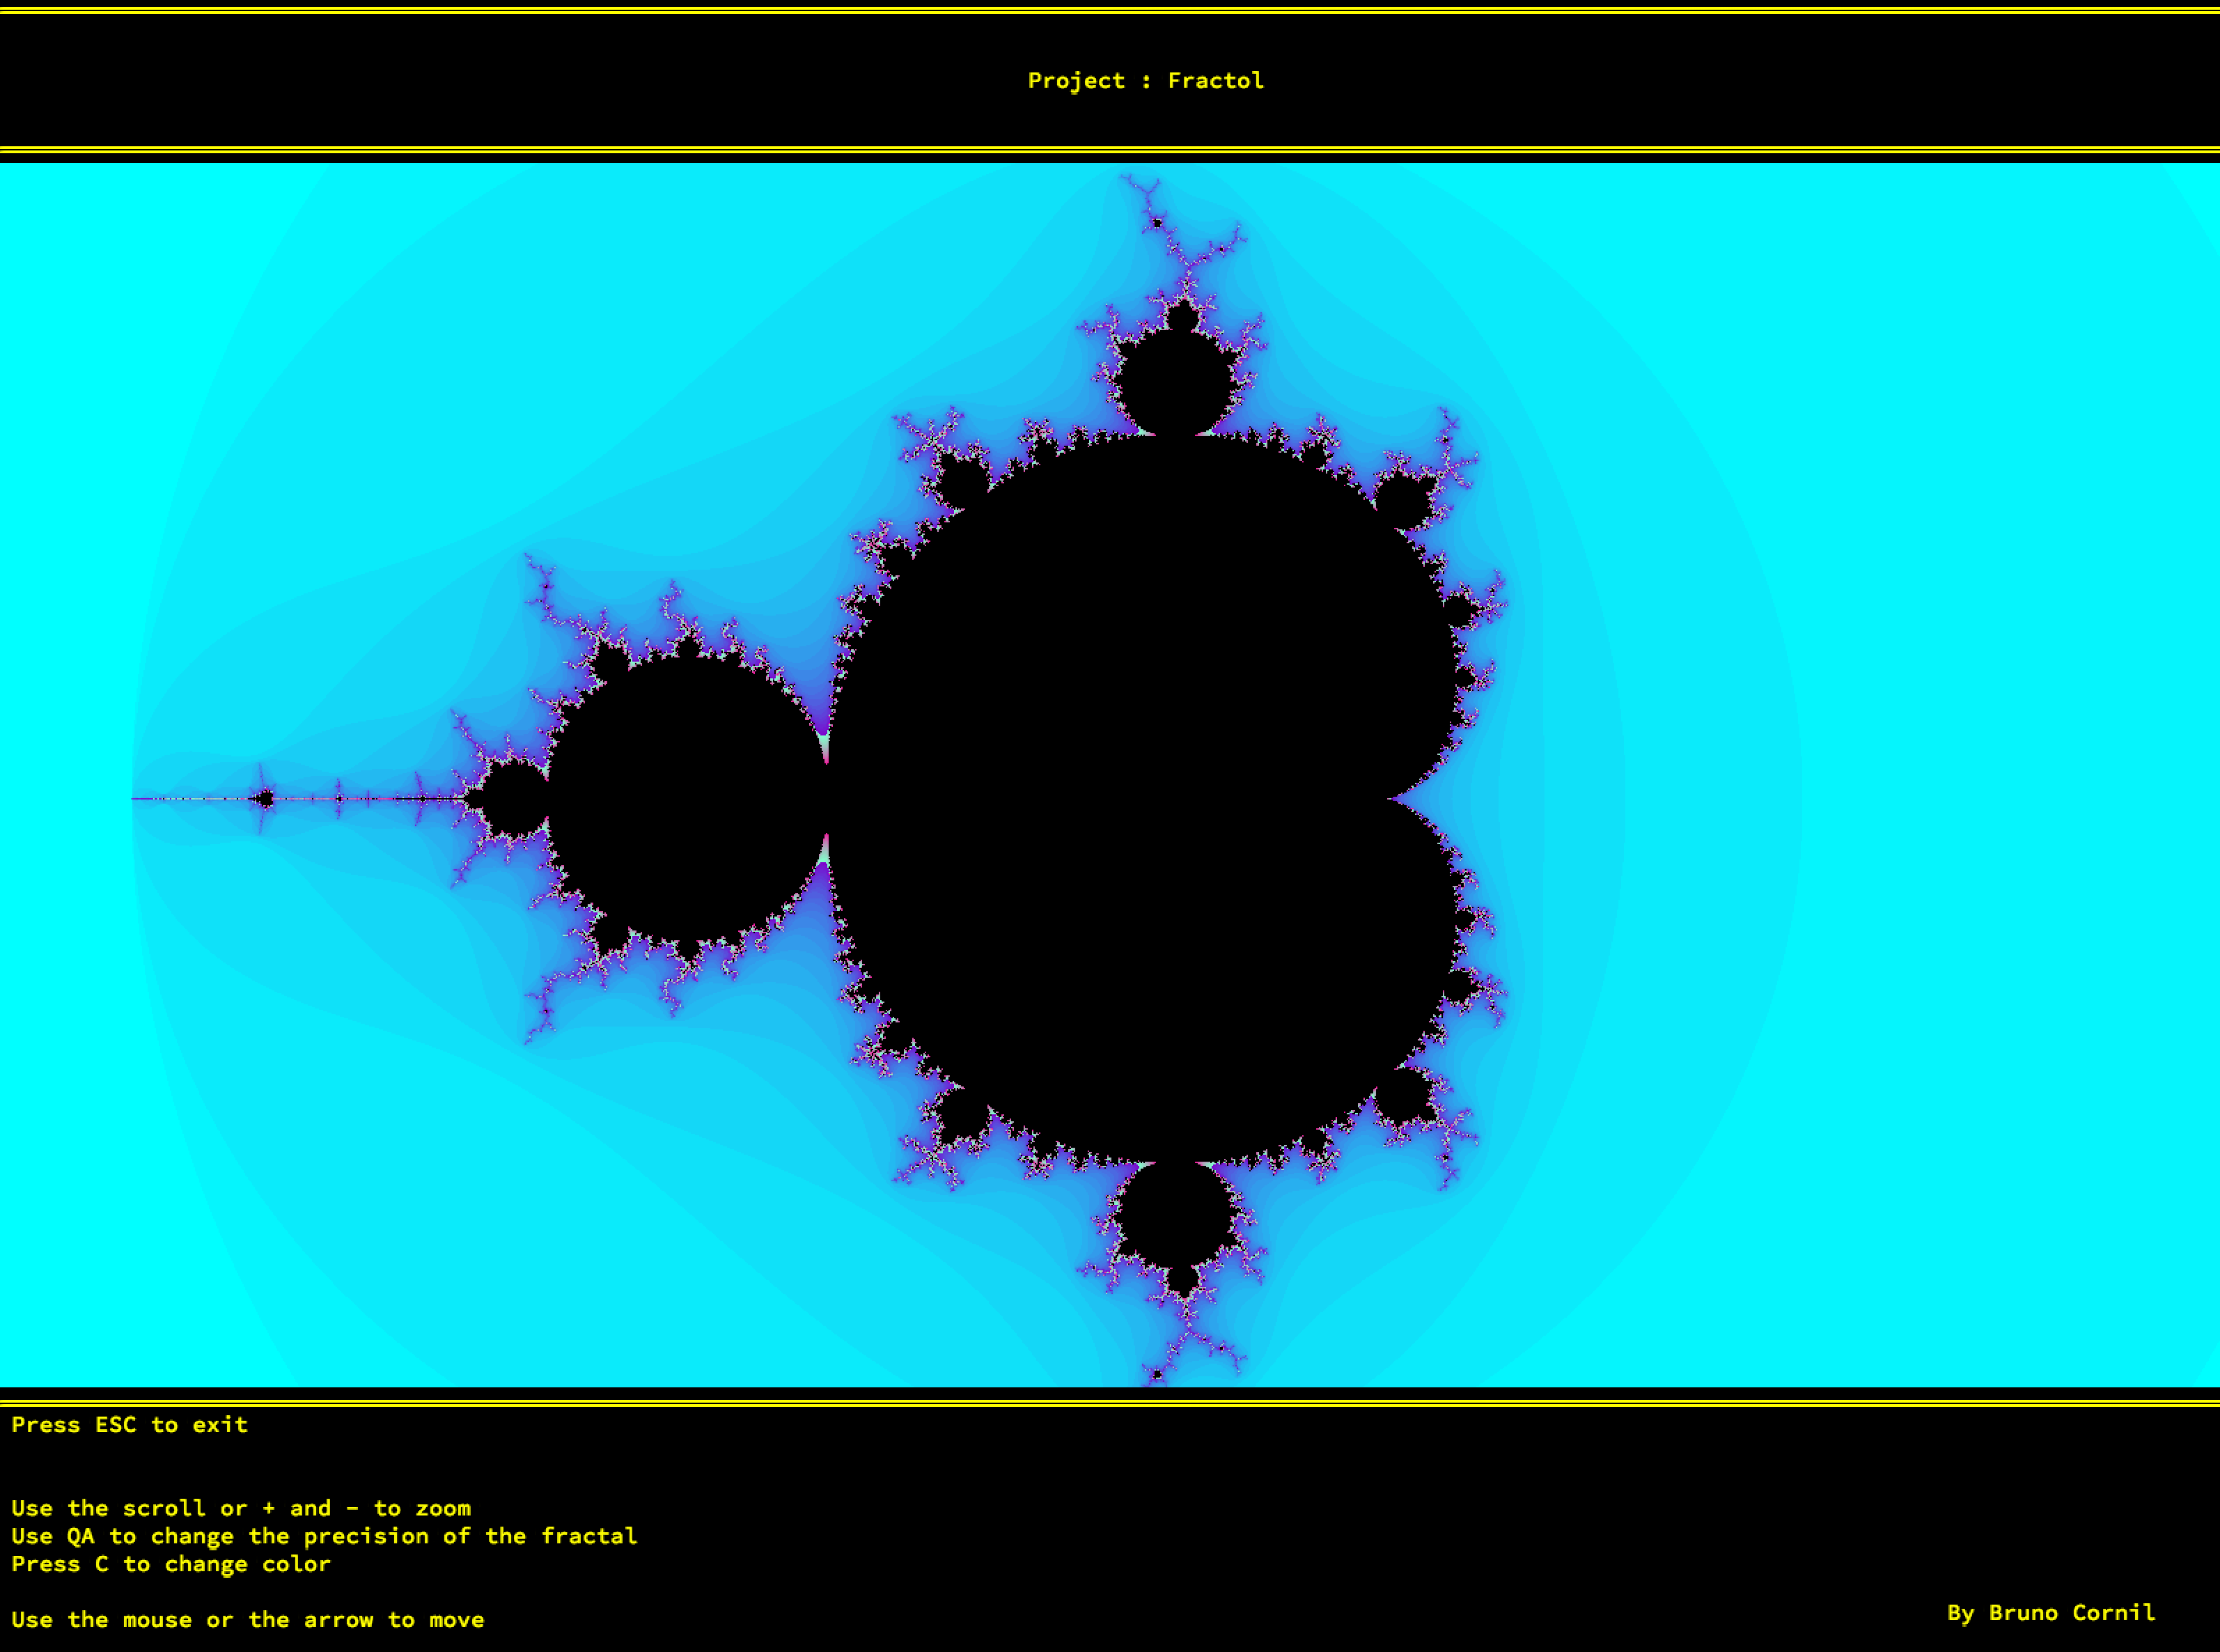 Project : Fractol
Press ESC to exit
Use the scroll or + and - to zoom
Use QA to change the precision of the fractal
Press C to change color
Use the mouse or the arrow to move
By Bruno Cornil